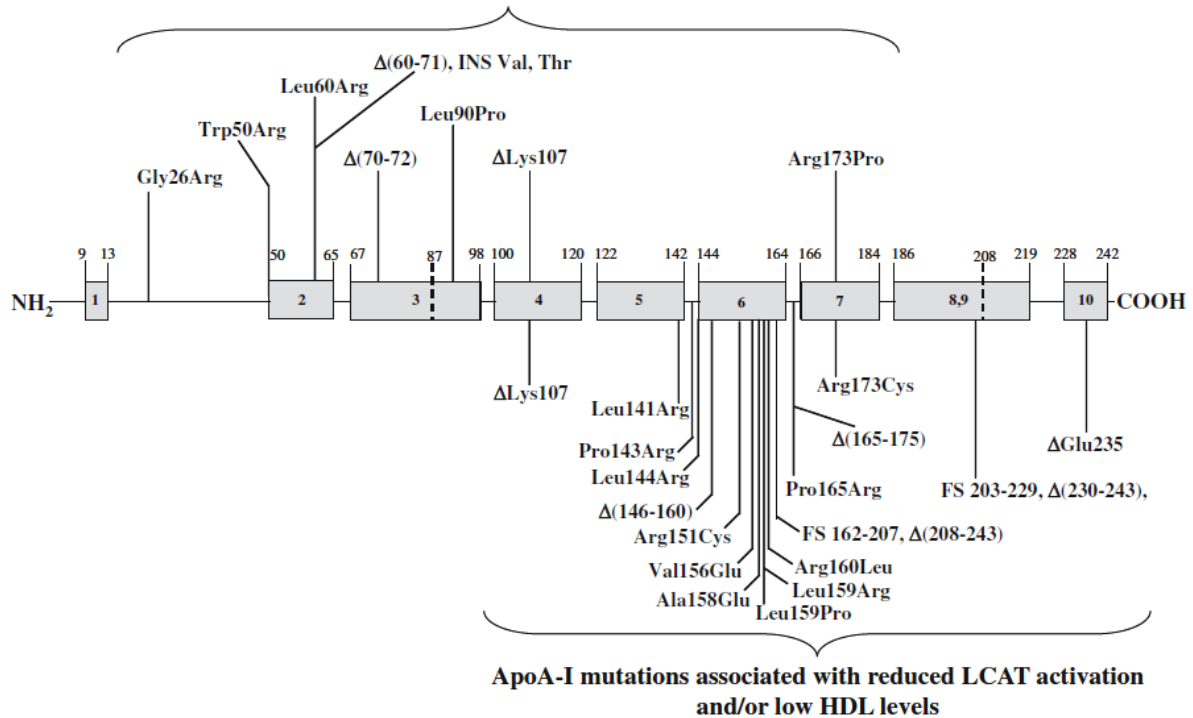 Δ(60-71), INS Val, Thr
Leu60Arg
Leu90Pro
Trp50Arg
Δ(70-72)
ΔLys107
Arg173Pro
Gly26Arg
9 13 50 65 67 87 98 100 120 122 142 144 164 166 184 186 208 219 228 242
NH2 1 2 3 4 5 6 7 8,9 10 COOH
ΔLys107
Arg173Cys
Leu141Arg
Δ(165-175)
ΔGlu235
Pro143Arg
Leu144Arg
Pro165Arg
FS 203-229, Δ(230-243),
Δ(146-160)
Arg151Cys
FS 162-207, Δ(208-243)
Val156Glu
Arg160Leu
Leu159Arg
Ala158Glu
Leu159Pro
ApoA-I mutations associated with reduced LCAT activation
and/or low HDL levels